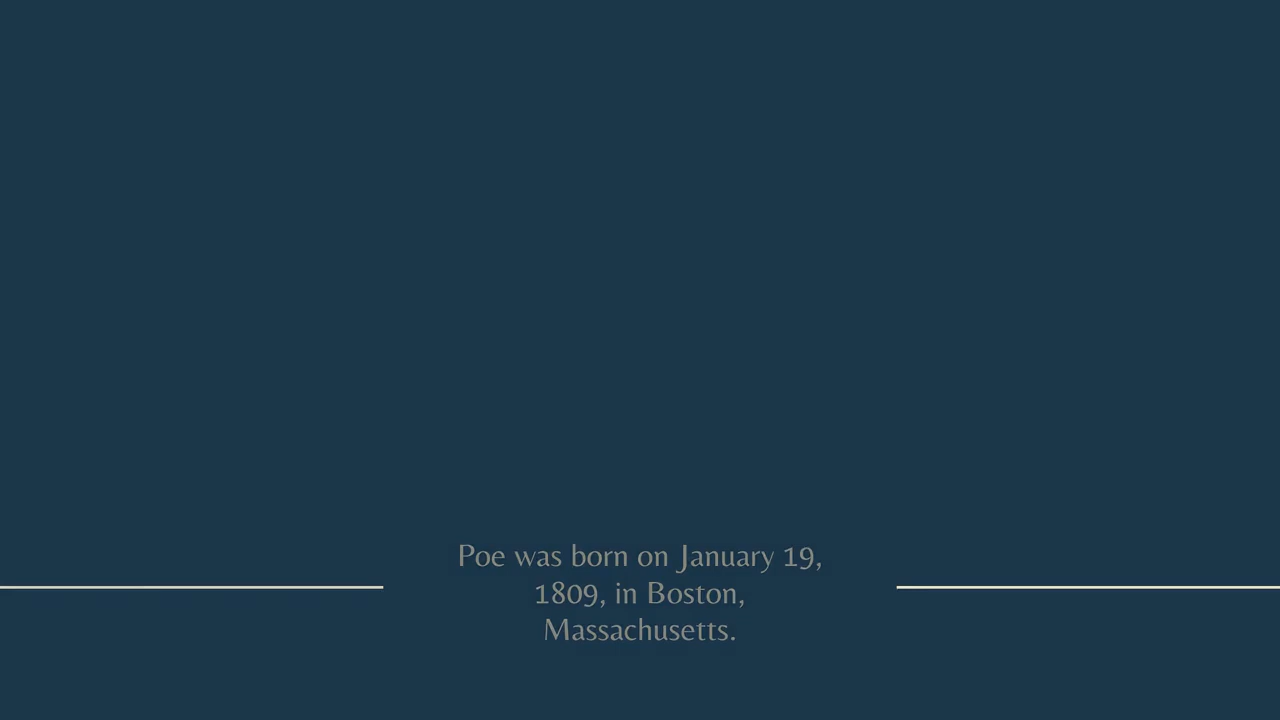 Poe was born on January 19,
1809, in Boston,
Massachusetts.